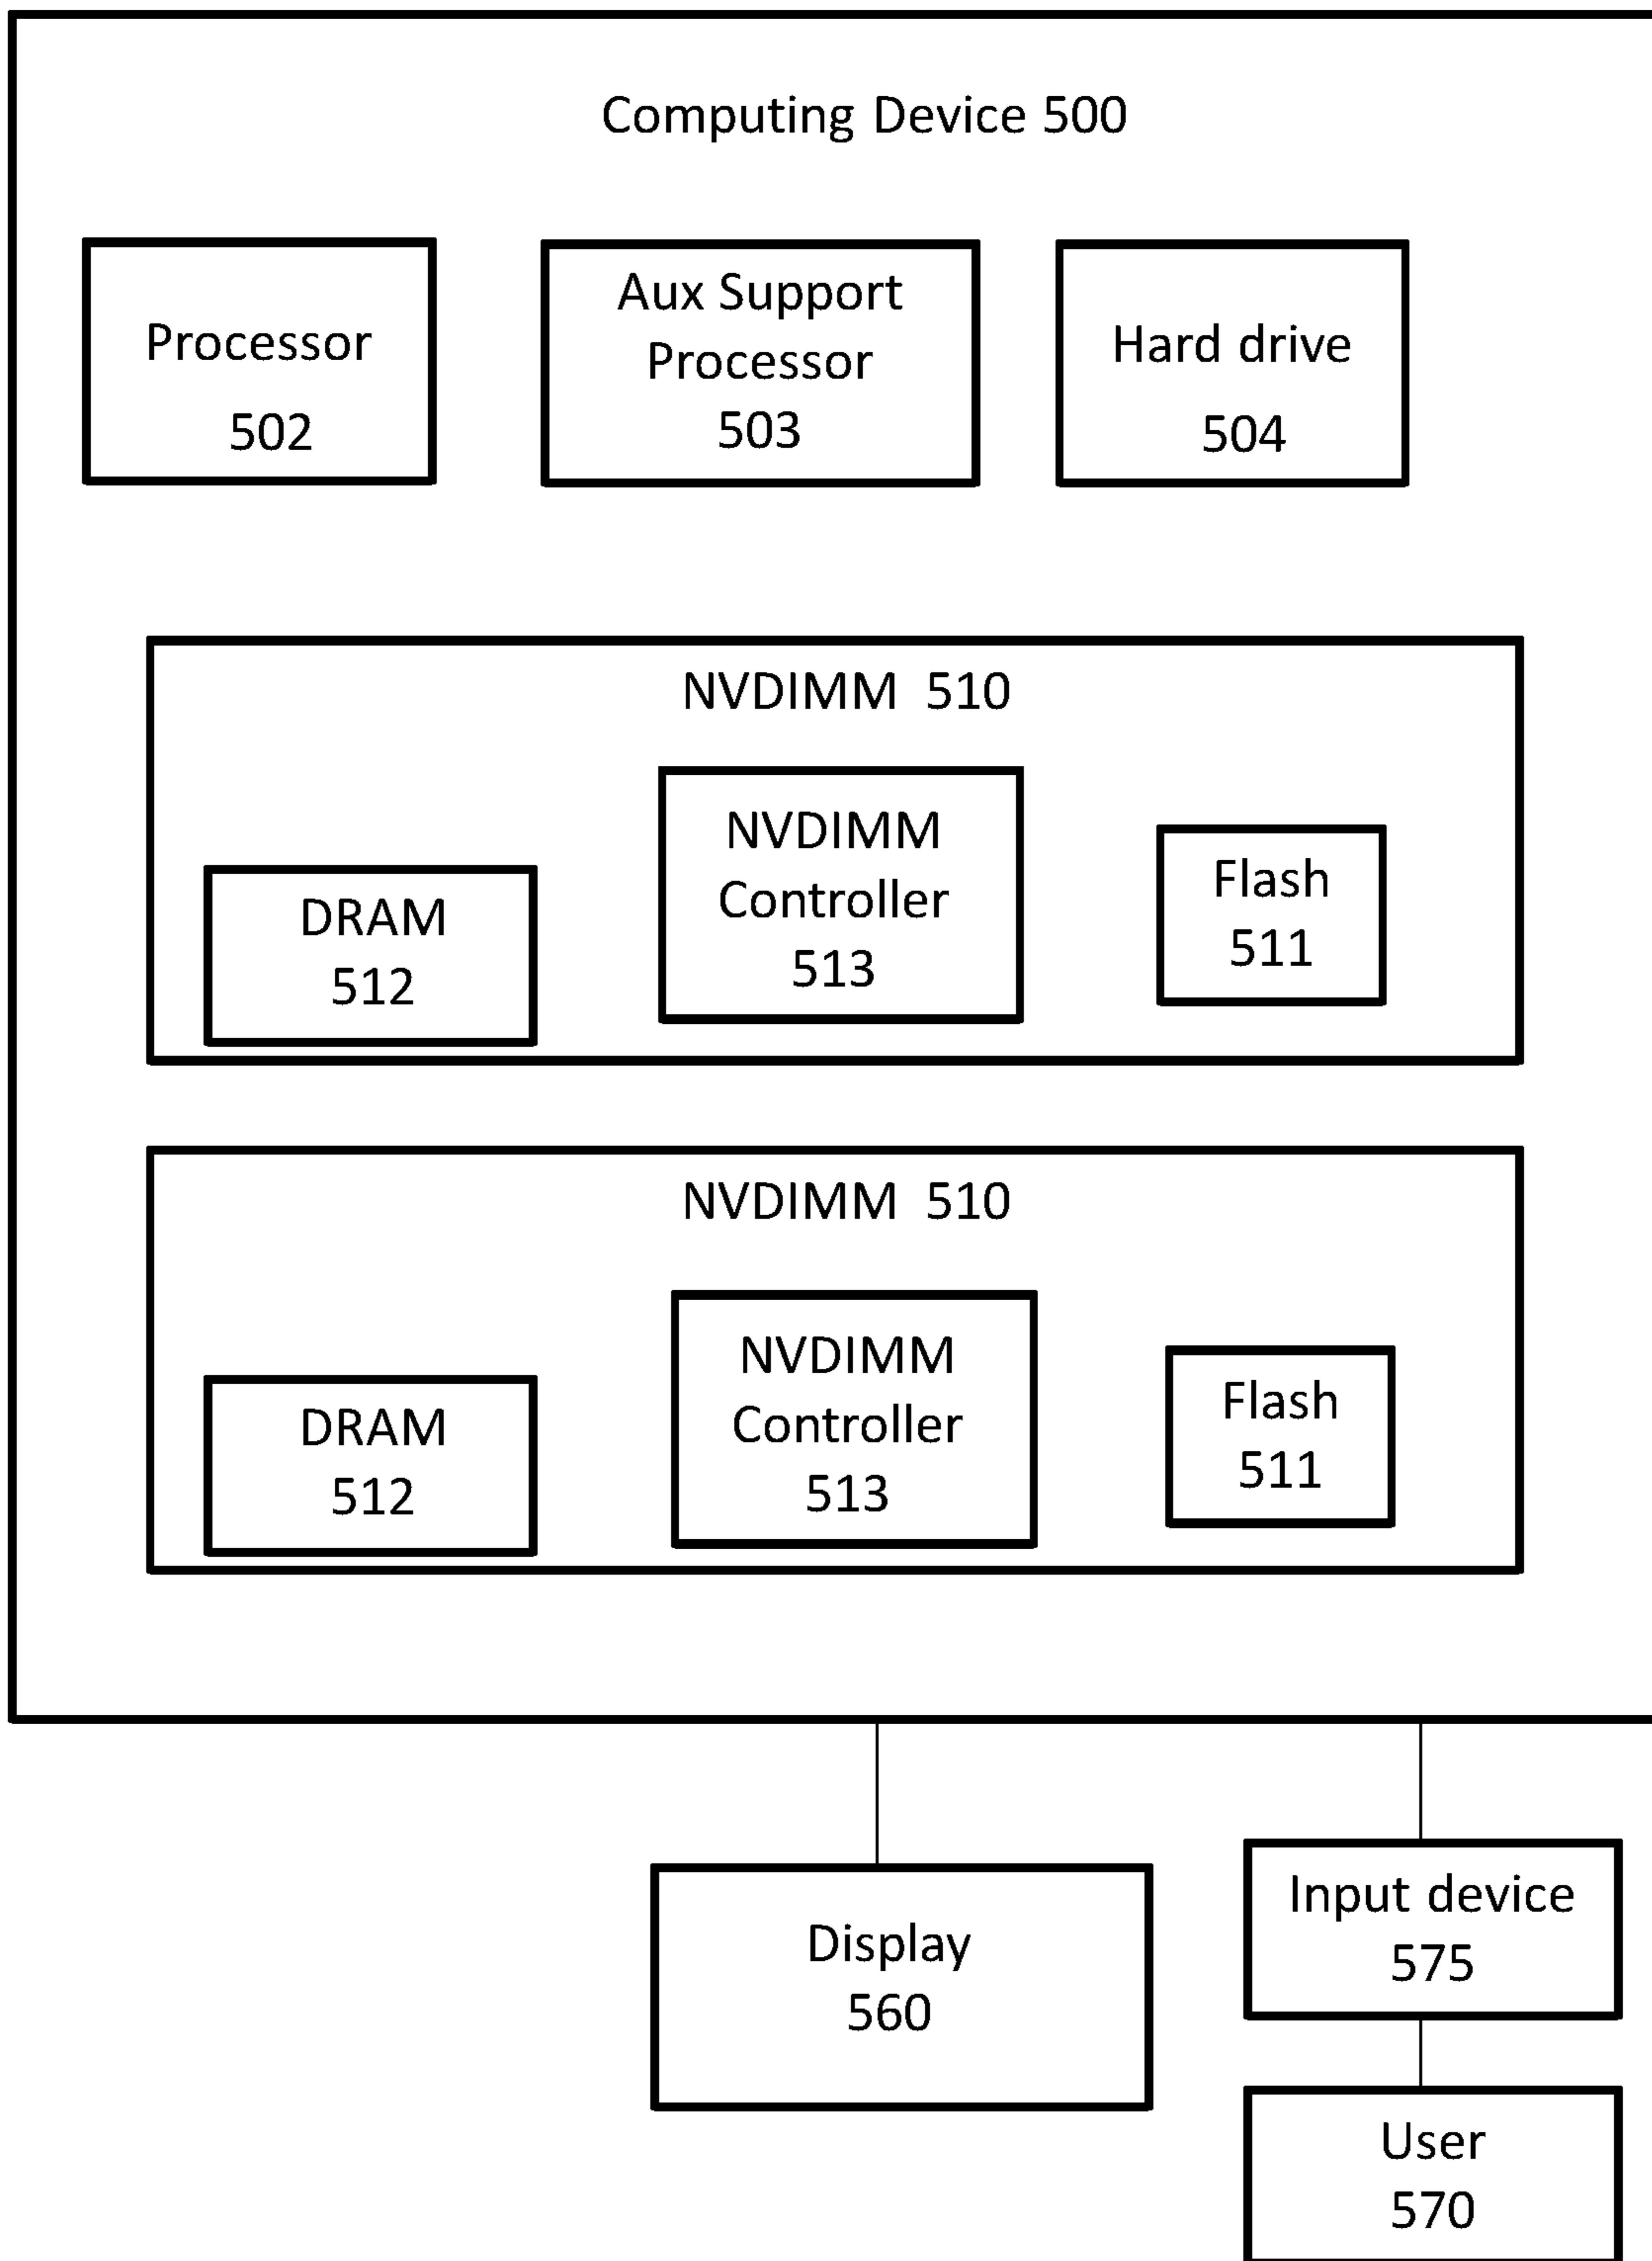 Computing Device 500
Processor
502
Aux Support
Processor
503
Hard drive
504
NVDIMM 510
DRAM
512
NVDIMM
Controller
513
Flash
511
NVDIMM 510
DRAM
512
NVDIMM
Controller
513
Flash
511
Display
560
Input device
575
User
570